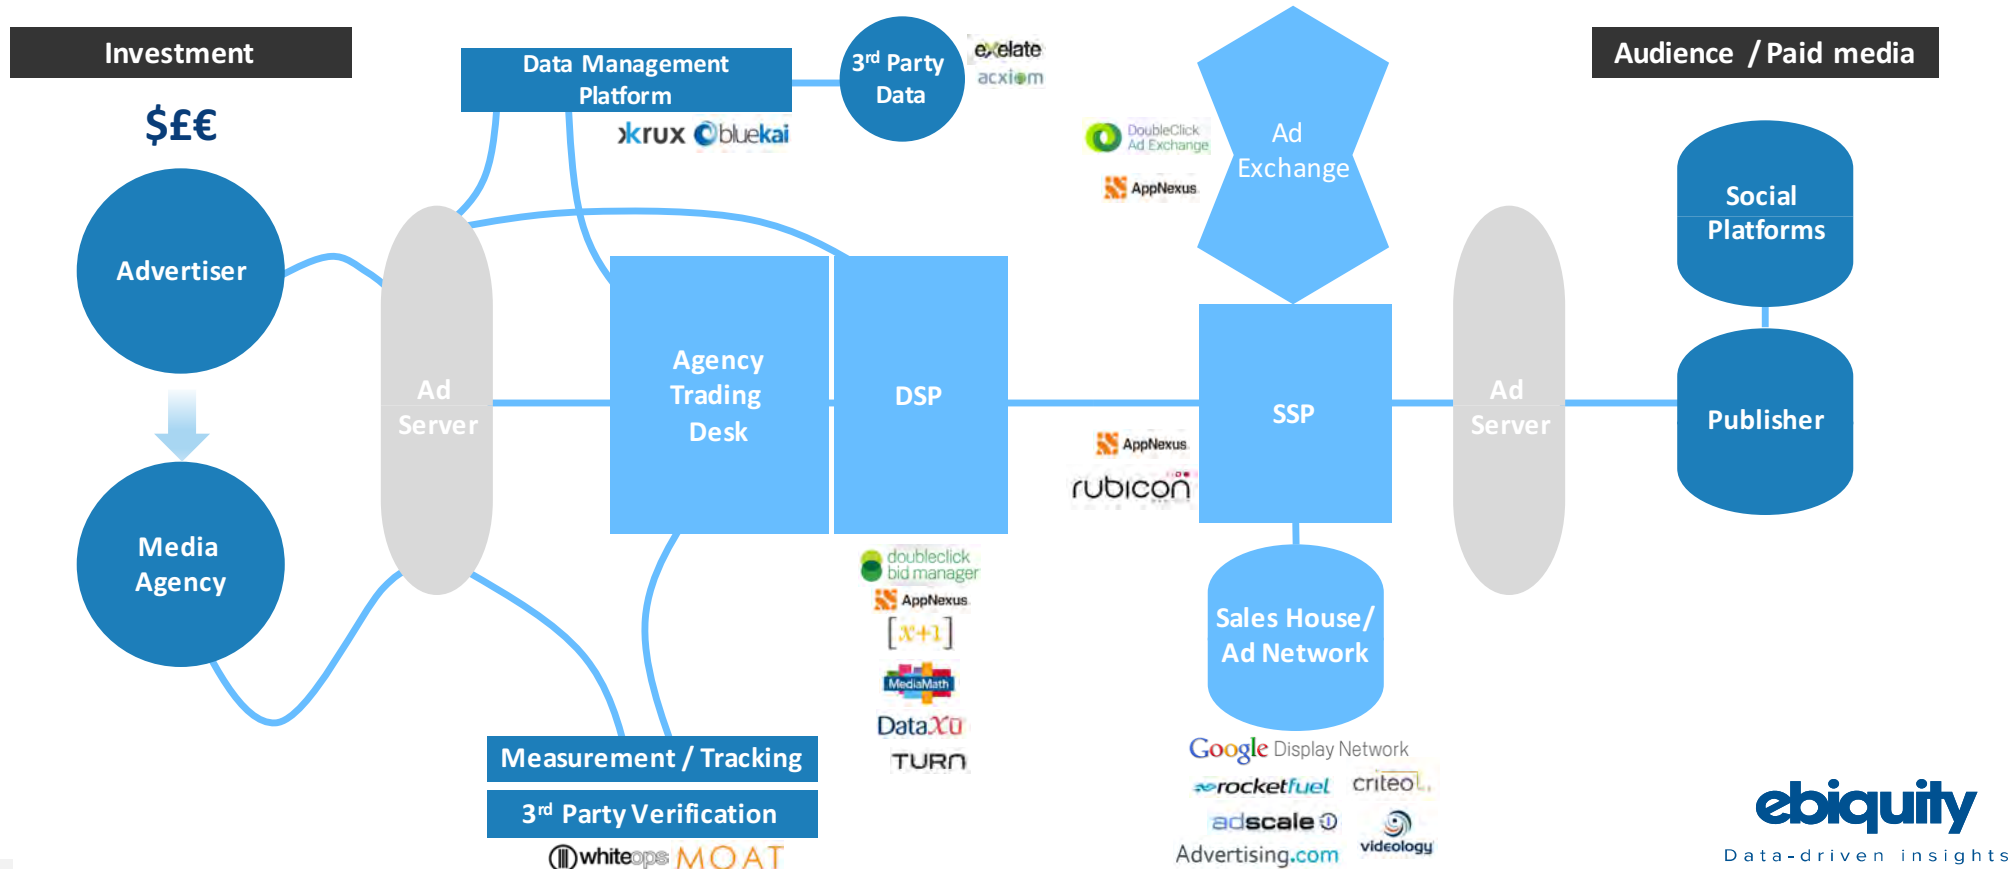 Investment
$£€
Advertiser
Media
Agency
Ad
Server
Data Management
Platform
krux bluekai
3rd Party
Data
exelate
acxiom
Agency
Trading
Desk
DSP
doubleclick
bid manager
AppNexus
[x+1]
MediaMath
DataXu
TURN
Measurement / Tracking
3rd Party Verification
whiteops MOAT
DoubleClick
Ad Exchange
AppNexus
Ad
Exchange
AppNexus
rubicon
SSP
Sales House/
Ad Network
Google Display Network
rocketfuel criteo
adscale
Advertising.com videology
Ad
Server
Audience / Paid media
Social
Platforms
Publisher
ebiquity
Data-driven insights